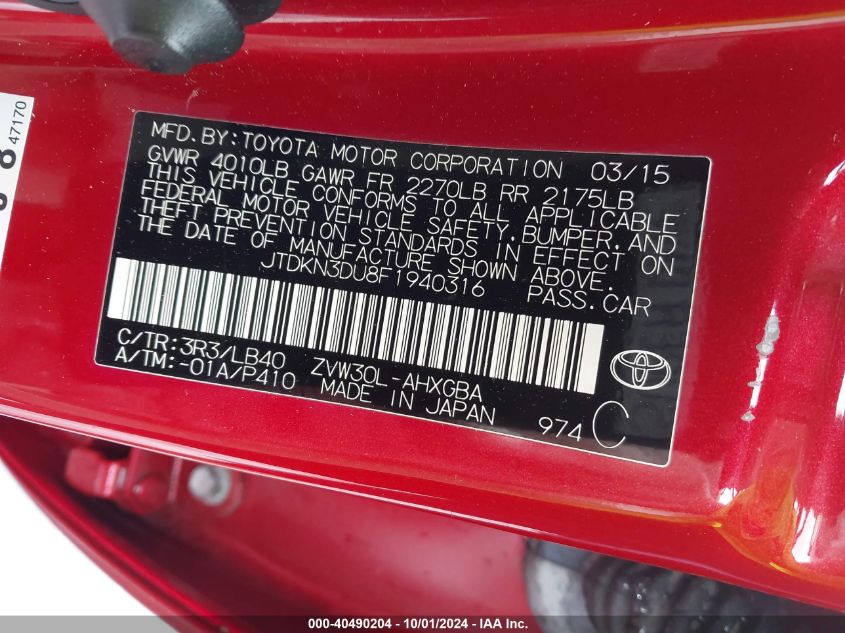 MFD.BY:TOYOTA MOTOR CORPORATION 03/15
GVWR 4010LB GAWR FR 2270LB RR 2175LB
THIS VEHICLE CONFORMS TO ALL APPLICABLE
FEDERAL MOTOR VEHICLE SAFETY,BUMPER,AND
THEFT PREVENTION STANDARDS IN EFFECT ON
THE DATE OF MANUFACTURE SHOWN ABOVE.
JTDKN3DU8F1940316 PASS.CAR
C/TR:3R3/LB40 ZVW30L-AHXGBA
A/TM:-01A/P410 MADE IN JAPAN
974 C
8 47170
000-40490204 - 10/01/2024 - IAA Inc.